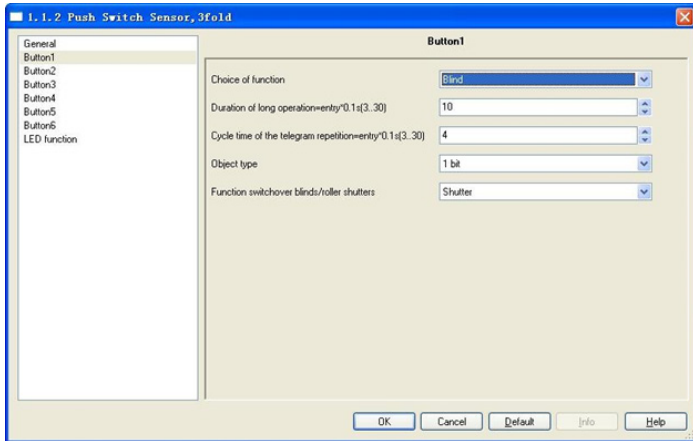 1.1.2 Push Switch Sensor,3fold
General
Button1
Button2
Button3
Button4
Button5
Button6
LED function
Button1
Choice of function
Blind
Duration of long operation=entry*0.1s(3..30)
10
Cycle time of the telegram repetition=entry*0.1s(3..30)
4
Object type
1 bit
Function switchover blinds/roller shutters
Shutter
OK
Cancel
Default
Info
Help